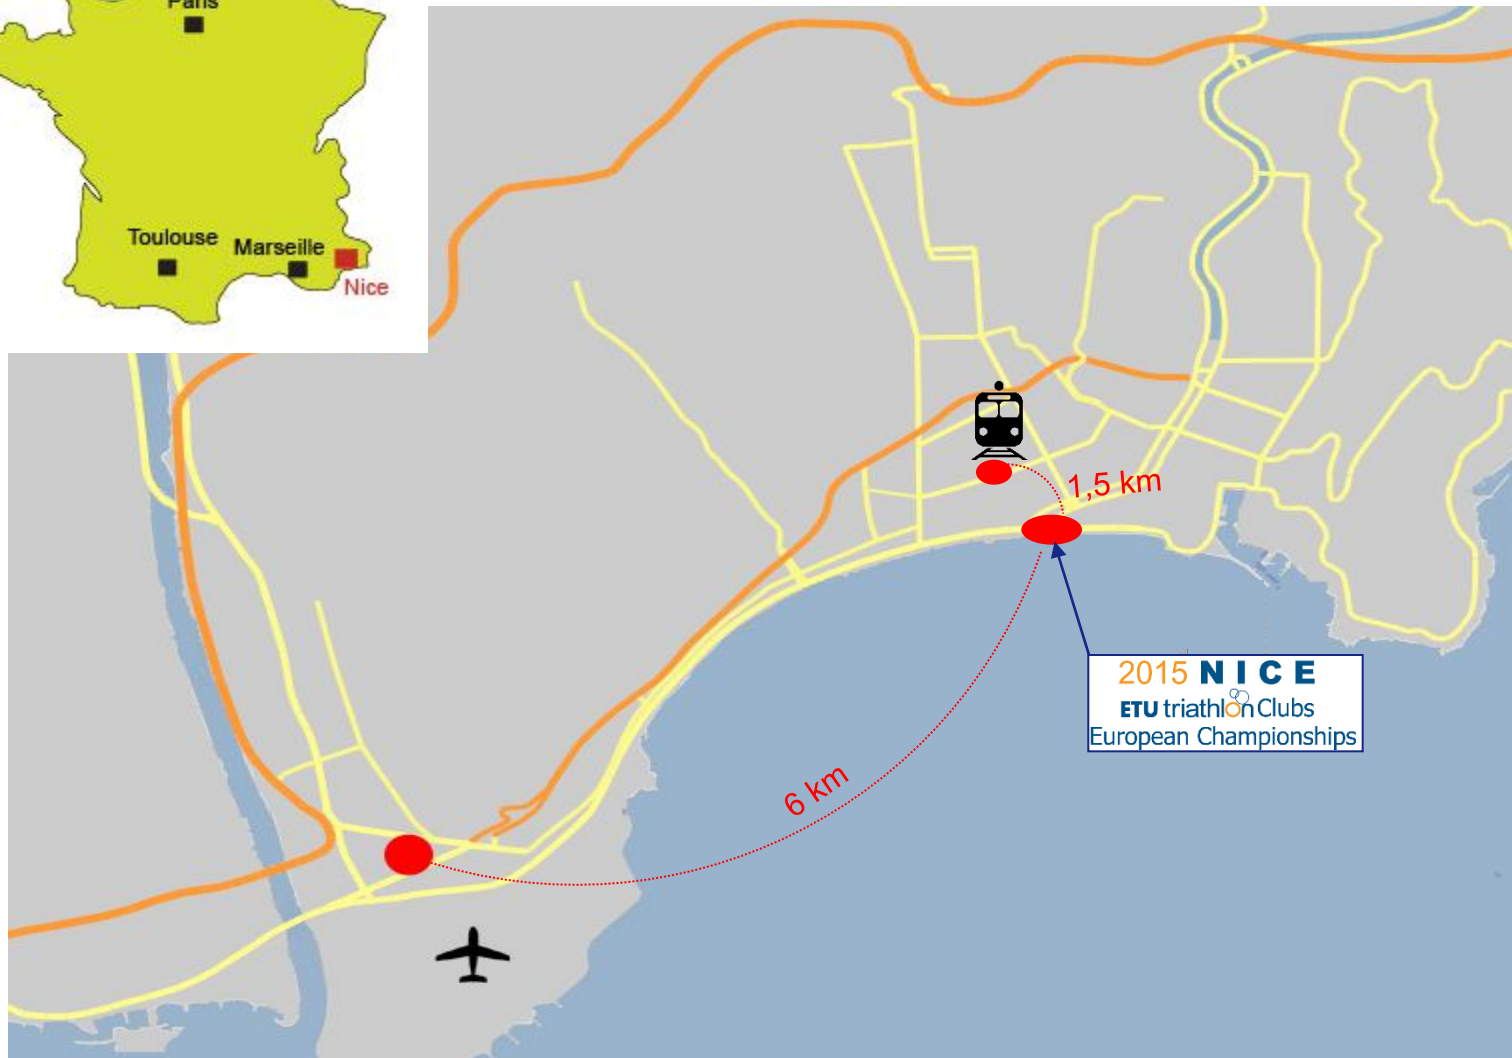 Paris
Toulouse
Marseille
Nice
1,5 km
6 km
2015 NICE
ETU triathlon Clubs
European Championships